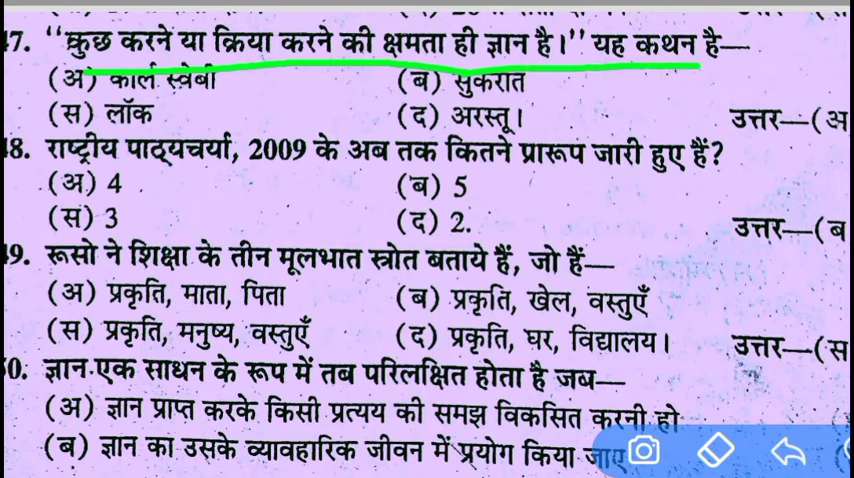 47. “कुछ करने या क्रिया करने की क्षमता ही ज्ञान है।” यह कथन है—
(अ) कार्ल स्वेबी (ब) सुकरात
(स) लॉक (द) अरस्तू। उत्तर—(अ
48. राष्ट्रीय पाठ्यचर्या, 2009 के अब तक कितने प्रारूप जारी हुए हैं?
(अ) 4 (ब) 5
(स) 3 (द) 2. उत्तर—(ब
49. रूसो ने शिक्षा के तीन मूलभात स्त्रोत बताये हैं, जो हैं—
(अ) प्रकृति, माता, पिता (ब) प्रकृति, खेल, वस्तुएँ
(स) प्रकृति, मनुष्य, वस्तुएँ (द) प्रकृति, घर, विद्यालय। उत्तर—(स
50. ज्ञान एक साधन के रूप में तब परिलक्षित होता है जब—
(अ) ज्ञान प्राप्त करके किसी प्रत्यय की समझ विकसित करनी हो
(ब) ज्ञान का उसके व्यावहारिक जीवन में प्रयोग किया जाए